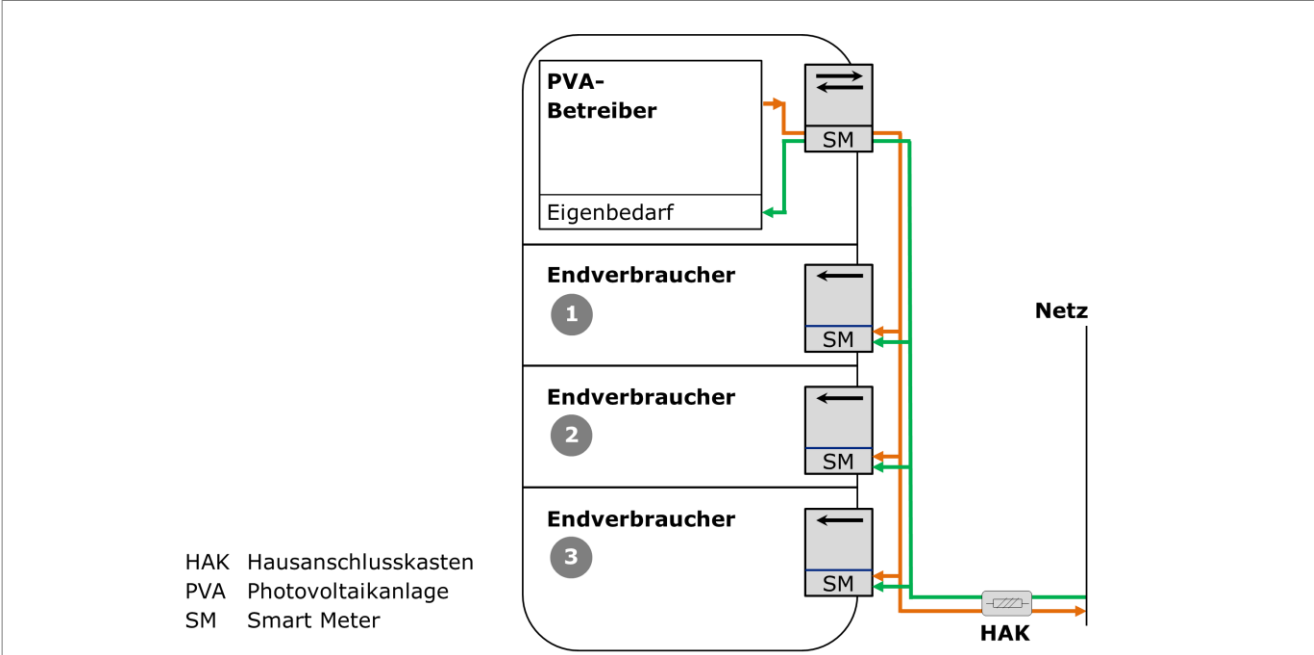 PVA-
Betreiber
SM
Eigenbedarf
Endverbraucher
1
SM
Netz
Endverbraucher
2
SM
Endverbraucher
3
SM
HAK Hausanschlusskasten
PVA Photovoltaikanlage
SM Smart Meter
HAK